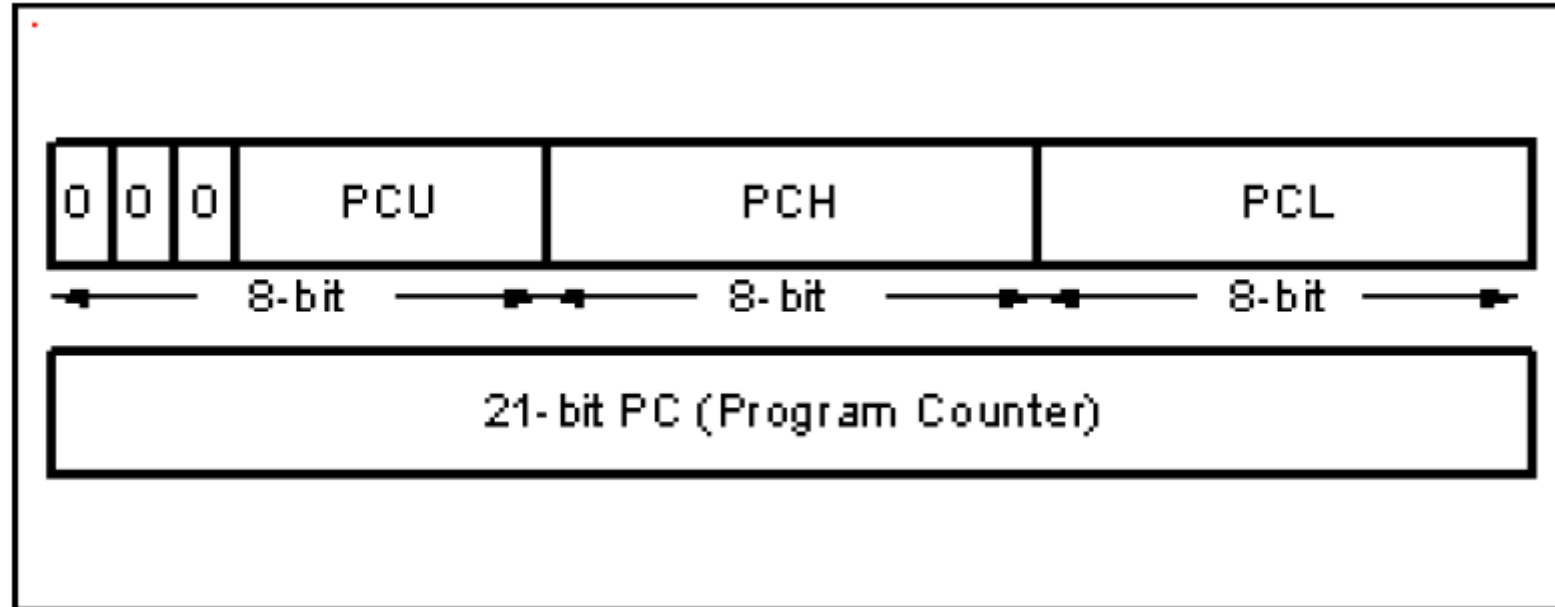 0 0 0 PCU PCH PCL
8-bit 8-bit 8-bit
21-bit PC (Program Counter)